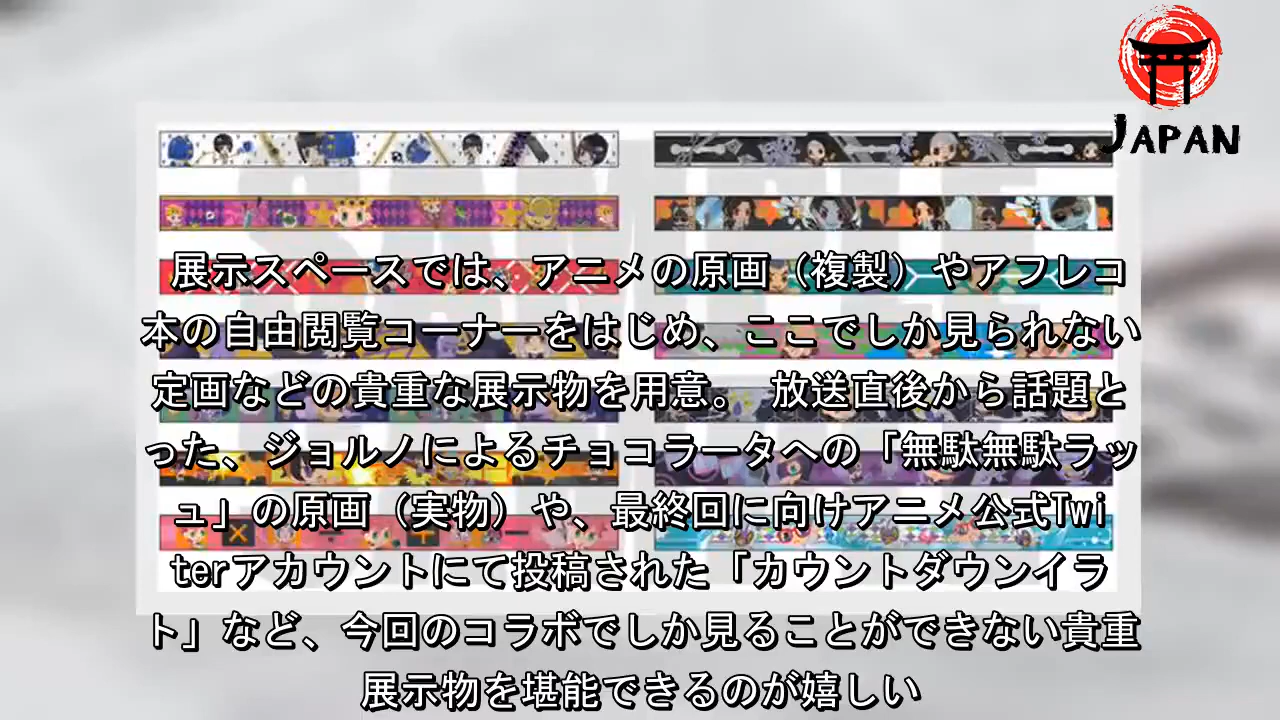 JAPAN
展示スペースでは、アニメの原画（複製）やアフレコ
本の自由閲覧コーナーをはじめ、ここでしか見られない
定画などの貴重な展示物を用意。 放送直後から話題と
った、ジョルノによるチョコラータへの「無駄無駄ラッ
ュ」の原画（実物）や、最終回に向けアニメ公式Twi
terアカウントにて投稿された「カウントダウンイラ
ト」など、今回のコラボでしか見ることができない貴重
展示物を堪能できるのが嬉しい